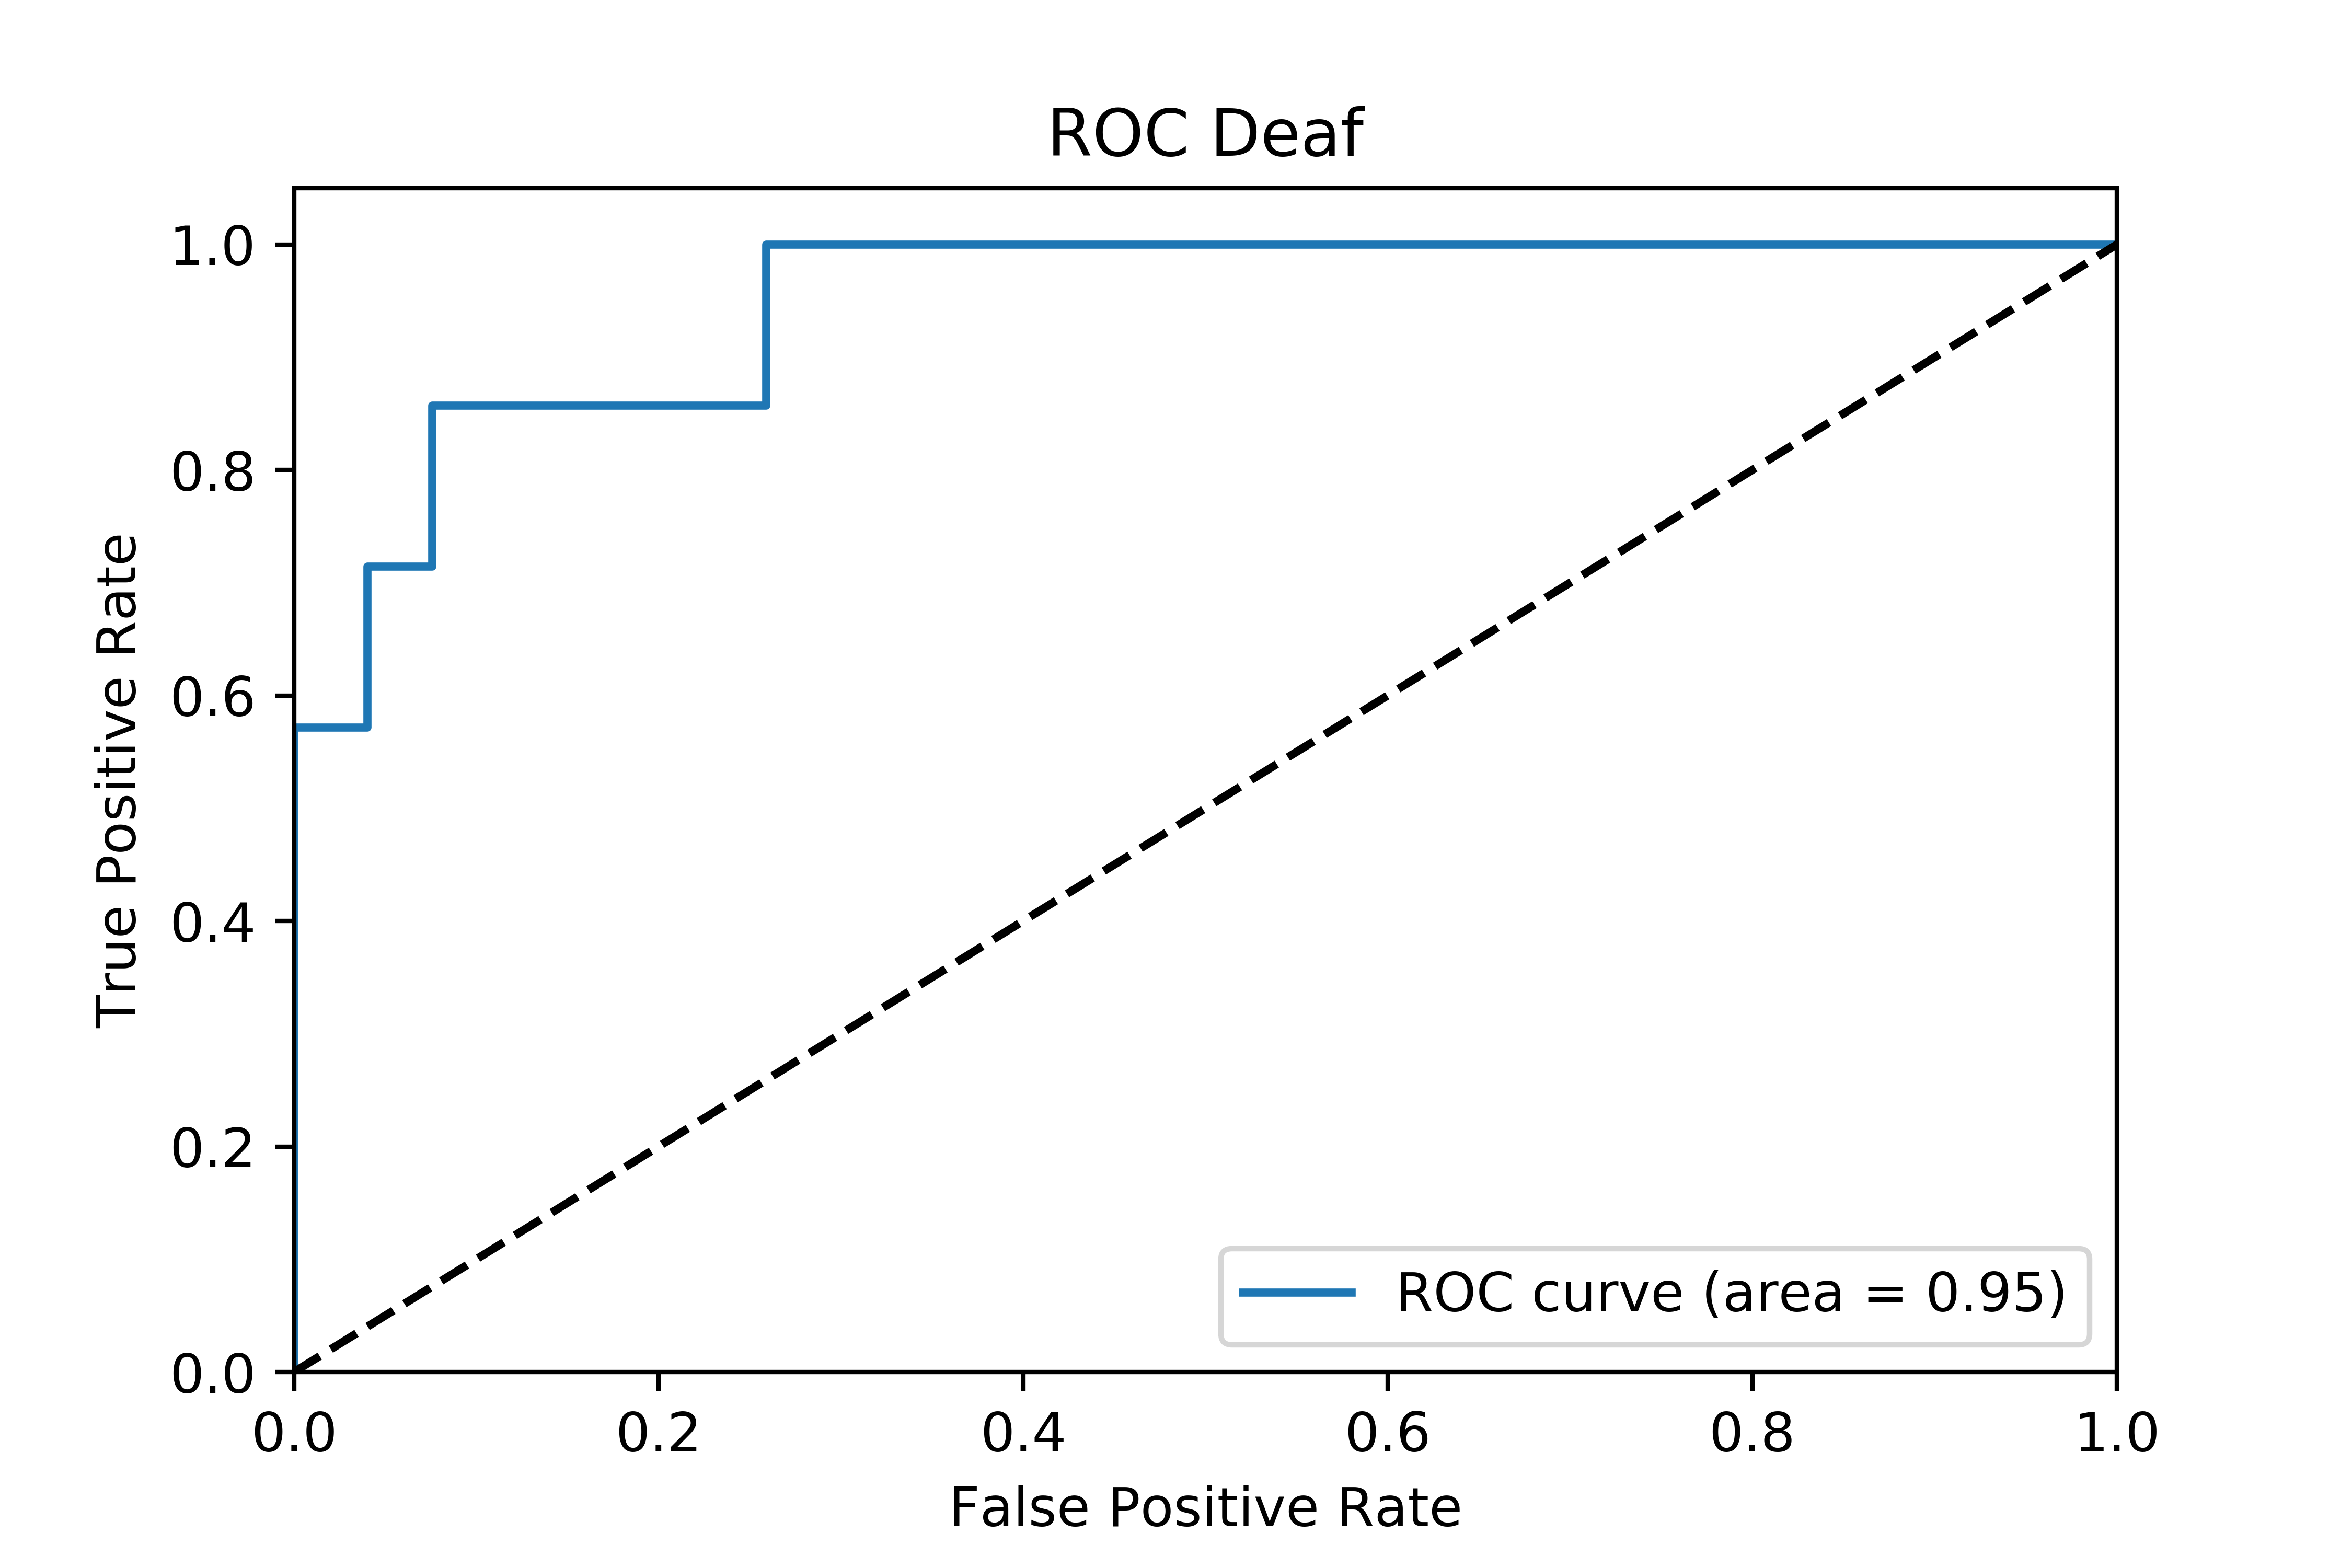 ROC Deaf
1.0
0.8
0.6
0.4
0.2
0.0
True Positive Rate
ROC curve (area = 0.95)
0.0 0.2 0.4 0.6 0.8 1.0
False Positive Rate